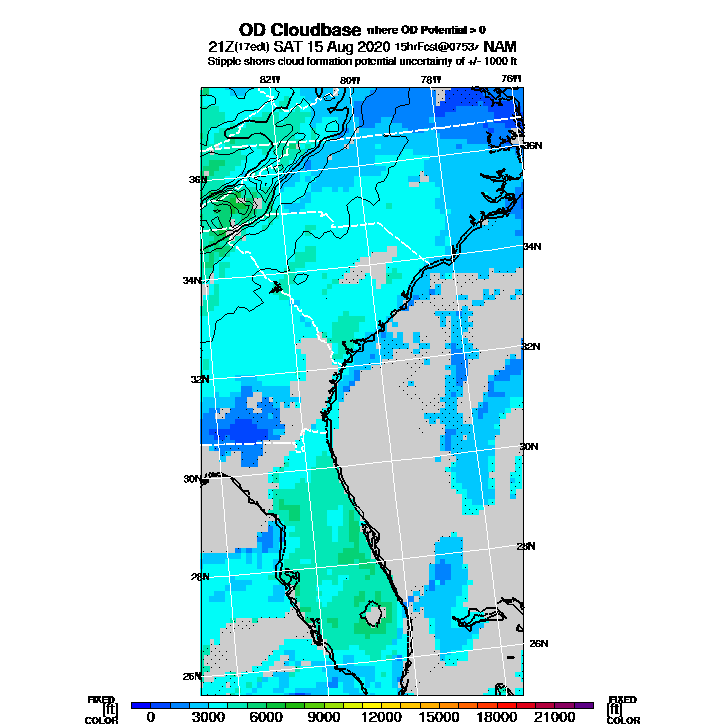 OD Cloudbase where OD Potential > 0
21Z(17edt) SAT 15 Aug 2020 15hrFcst@0753z NAM
Stipple shows cloud formation potential uncertainty of +/- 1000 ft
82W 80W 78W 76W
36N
36N
34N
34N
32N
32N
30N
30N
28N
28N
26N
26N
FIXED FIXED
[ft] [ft]
COLOR 0 3000 6000 9000 12000 15000 18000 21000 COLOR